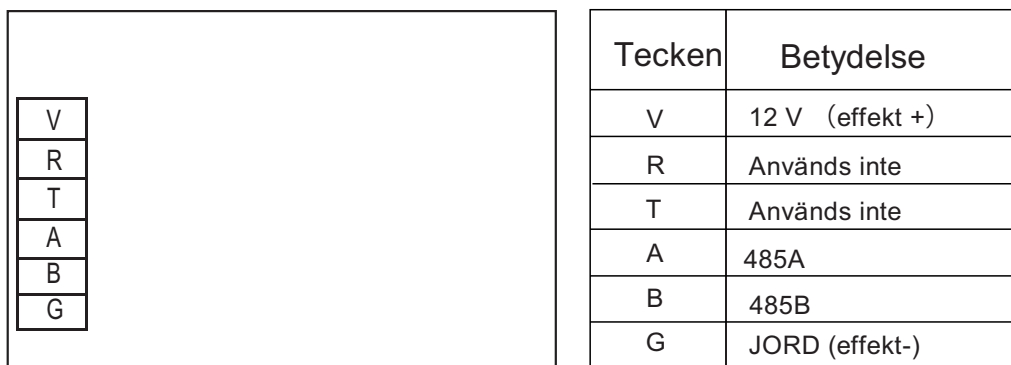 V
R
T
A
B
G
Tecken Betydelse
V 12 V （effekt +）
R Används inte
T Används inte
A 485A
B 485B
G JORD (effekt-)